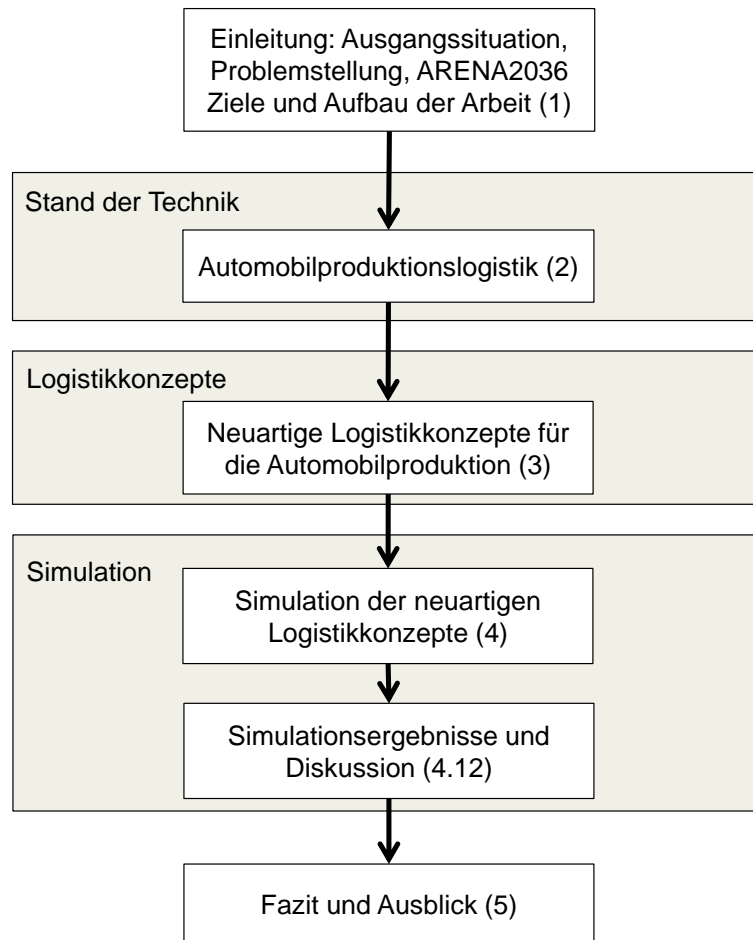 Einleitung: Ausgangssituation,
Problemstellung, ARENA2036
Ziele und Aufbau der Arbeit (1)
Stand der Technik
Automobilproduktionslogistik (2)
Logistikkonzepte
Neuartige Logistikkonzepte für
die Automobilproduktion (3)
Simulation
Simulation der neuartigen
Logistikkonzepte (4)
Simulationsergebnisse und
Diskussion (4.12)
Fazit und Ausblick (5)